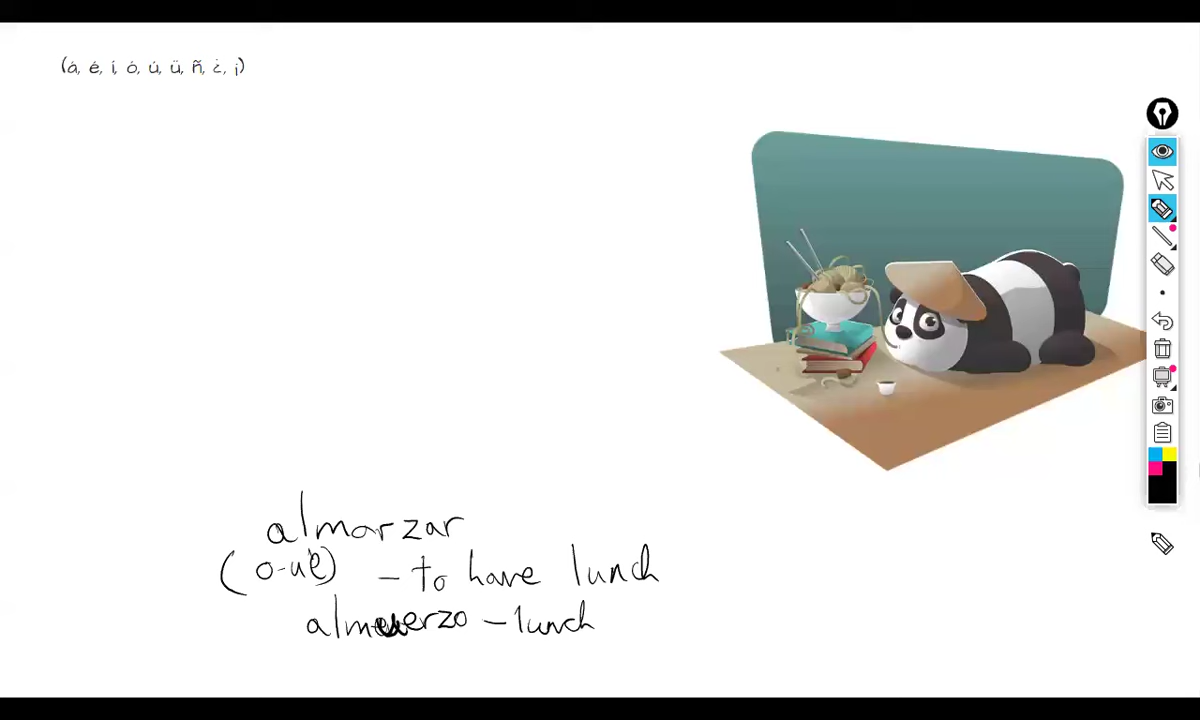 (á, é, í, ó, ú, ü, ñ, ¿, ¡)
almorzar
(o-ue) - to have lunch
almuerzo - lunch